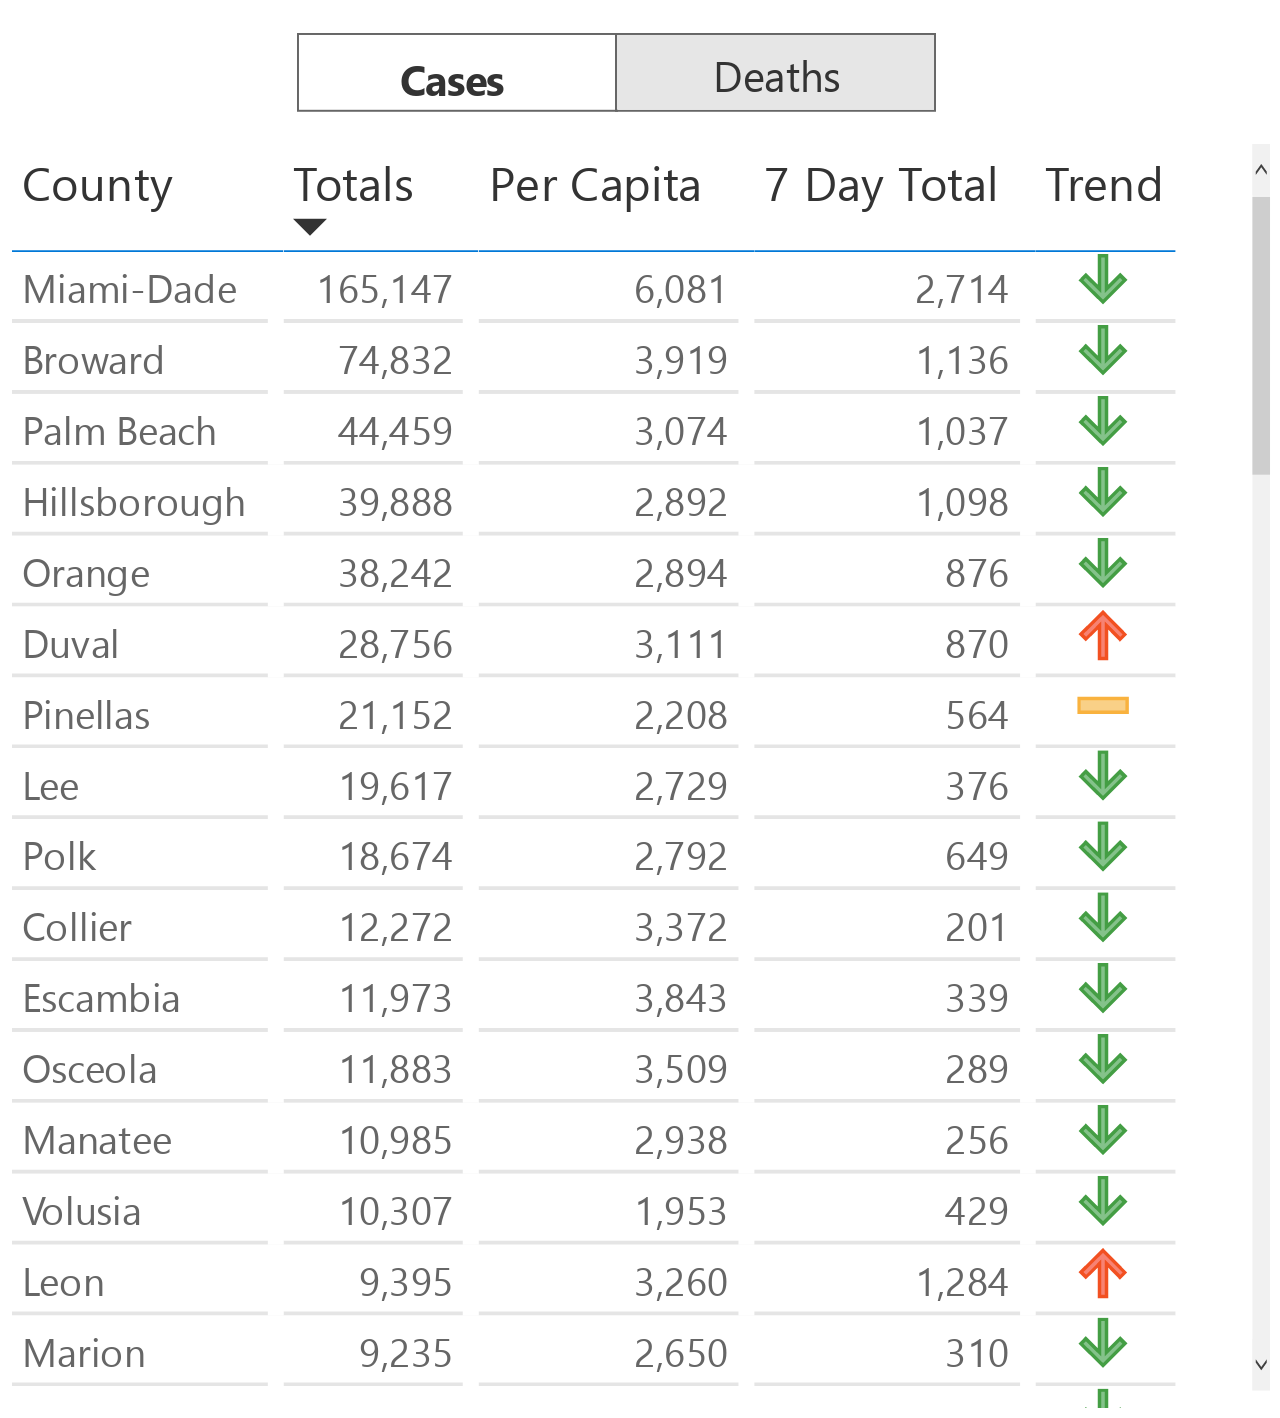 Cases Deaths
County Totals Per Capita 7 Day Total Trend
Miami-Dade 165,147 6,081 2,714
Broward 74,832 3,919 1,136
Palm Beach 44,459 3,074 1,037
Hillsborough 39,888 2,892 1,098
Orange 38,242 2,894 876
Duval 28,756 3,111 870
Pinellas 21,152 2,208 564
Lee 19,617 2,729 376
Polk 18,674 2,792 649
Collier 12,272 3,372 201
Escambia 11,973 3,843 339
Osceola 11,883 3,509 289
Manatee 10,985 2,938 256
Volusia 10,307 1,953 429
Leon 9,395 3,260 1,284
Marion 9,235 2,650 310